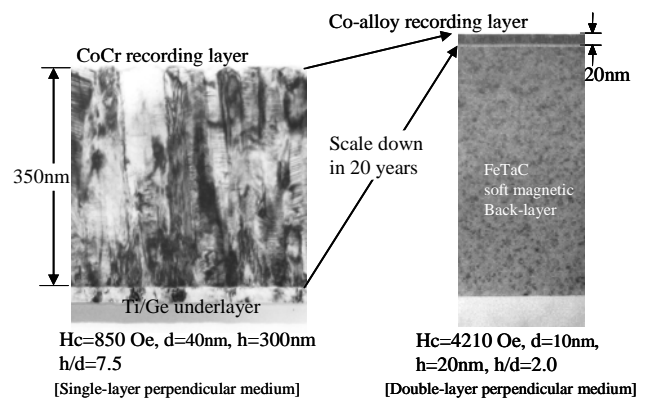 Co-alloy recording layer
CoCr recording layer
20nm
350nm
Scale down
in 20 years
FeTaC
soft magnetic
Back-layer
Ti/Ge underlayer
Hc=850 Oe, d=40nm, h=300nm
h/d=7.5
[Single-layer perpendicular medium]
Hc=4210 Oe, d=10nm,
h=20nm, h/d=2.0
[Double-layer perpendicular medium]